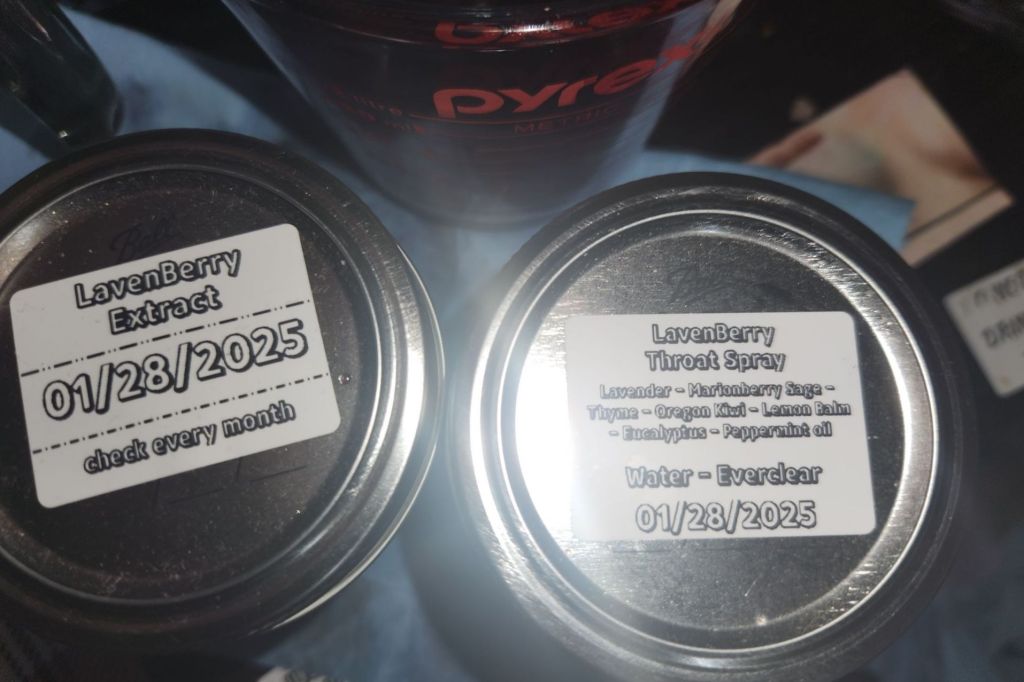 pyrex
METRIC
LavenBerry
Extract
01/28/2025
check every month
LavenBerry
Throat Spray
Lavender - Marionberry Sage -
Thyme - Oregon Kiwi - Lemon Balm
- Eucalyptus - Peppermint oil
Water - Everclear
01/28/2025